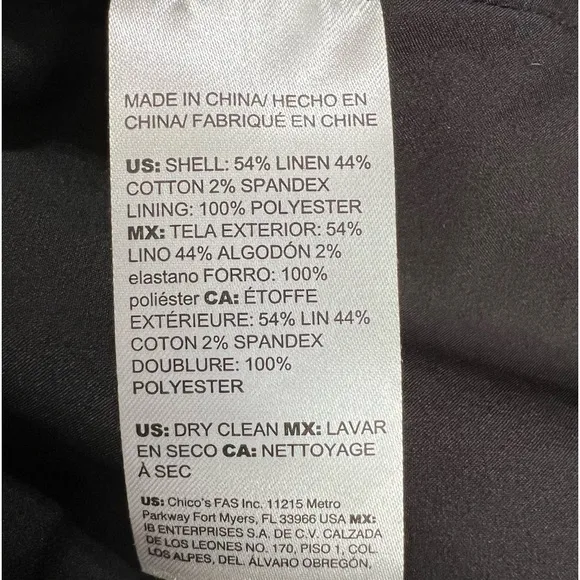 MADE IN CHINA/ HECHO EN
CHINA/ FABRIQUÉ EN CHINE
US: SHELL: 54% LINEN 44%
COTTON 2% SPANDEX
LINING: 100% POLYESTER
MX: TELA EXTERIOR: 54%
LINO 44% ALGODÓN 2%
elastano FORRO: 100%
poliéster CA: ÉTOFFE
EXTÉRIEURE: 54% LIN 44%
COTON 2% SPANDEX
DOUBLURE: 100%
POLYESTER
US: DRY CLEAN MX: LAVAR
EN SECO CA: NETTOYAGE
À SEC
US: Chico's FAS Inc. 11215 Metro
Parkway Fort Myers, FL 33966 USA MX:
IB ENTERPRISES S.A. DE C.V. CALZADA
DE LOS LEONES NO. 170, PISO 1, COL.
LOS ALPES, DEL. ÁLVARO OBREGÓN,